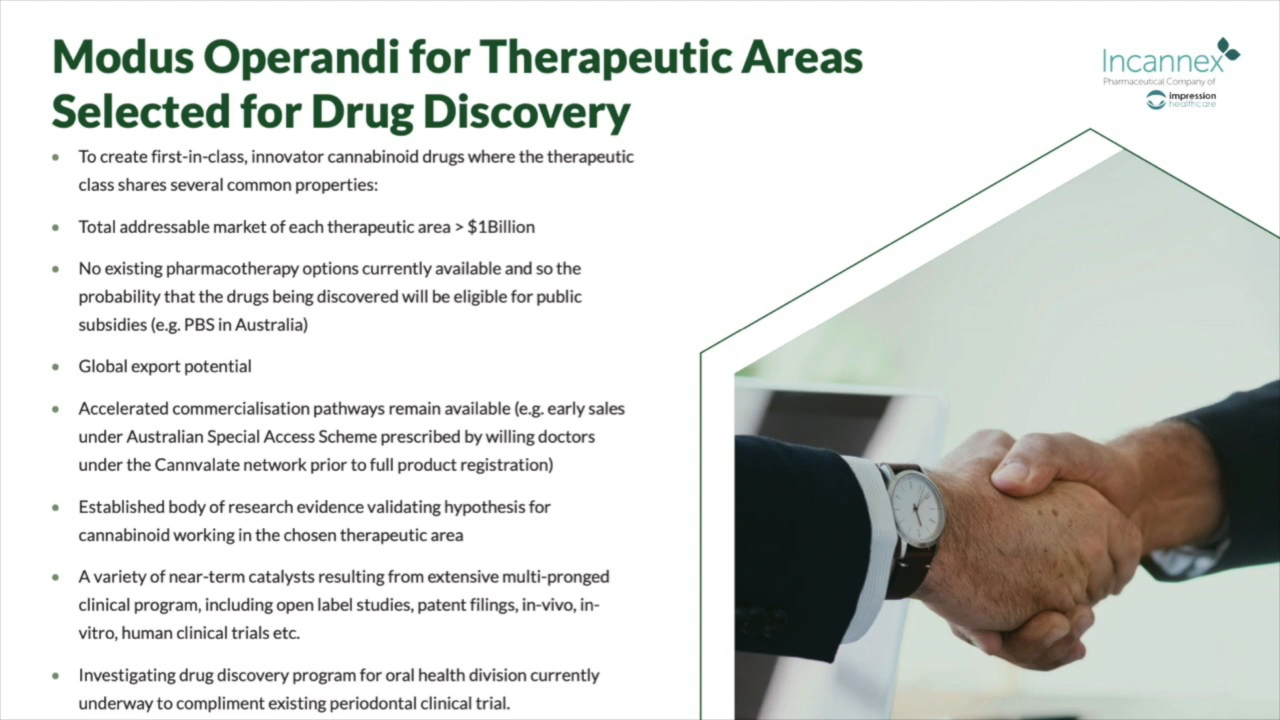 Modus Operandi for Therapeutic Areas
Selected for Drug Discovery
Incannex
Pharmaceutical Company of
impression
healthcare
• To create first-in-class, innovator cannabinoid drugs where the therapeutic
class shares several common properties:
• Total addressable market of each therapeutic area > $1Billion
• No existing pharmacotherapy options currently available and so the
probability that the drugs being discovered will be eligible for public
subsidies (e.g. PBS in Australia)
• Global export potential
• Accelerated commercialisation pathways remain available (e.g. early sales
under Australian Special Access Scheme prescribed by willing doctors
under the Cannvalate network prior to full product registration)
• Established body of research evidence validating hypothesis for
cannabinoid working in the chosen therapeutic area
• A variety of near-term catalysts resulting from extensive multi-pronged
clinical program, including open label studies, patent filings, in-vivo, in-
vitro, human clinical trials etc.
• Investigating drug discovery program for oral health division currently
underway to compliment existing periodontal clinical trial.